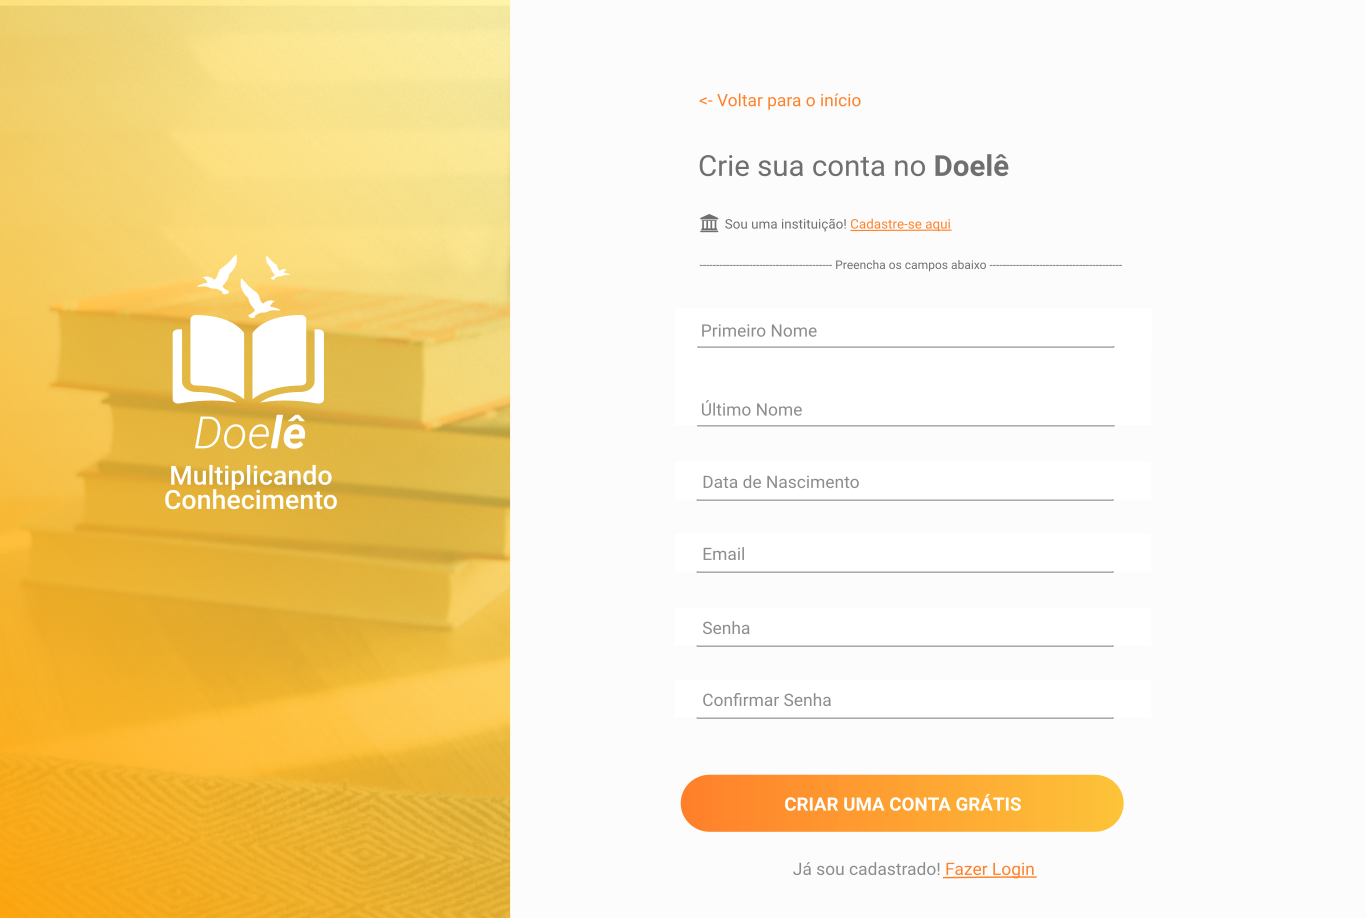 Doelê
Multiplicando
Conhecimento
<- Voltar para o início
Crie sua conta no Doelê
Sou uma instituição! Cadastre-se aqui
---------------------------------------- Preencha os campos abaixo ----------------------------------------
Primeiro Nome
Último Nome
Data de Nascimento
Email
Senha
Confirmar Senha
CRIAR UMA CONTA GRÁTIS
Já sou cadastrado! Fazer Login